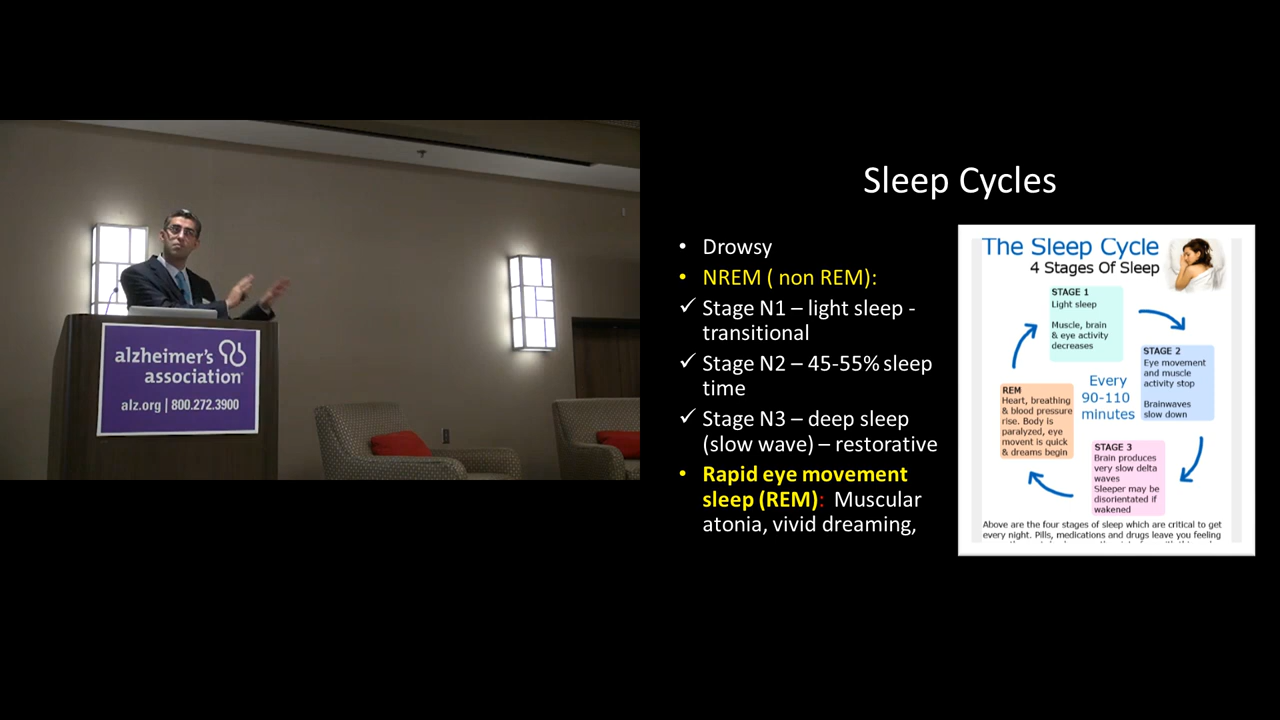 alzheimer's
association
alz.org | 800.272.3900
Sleep Cycles
• Drowsy
• NREM ( non REM):
✓ Stage N1 – light sleep -
transitional
✓ Stage N2 – 45-55% sleep
time
✓ Stage N3 – deep sleep
(slow wave) – restorative
• Rapid eye movement
sleep (REM): Muscular
atonia, vivid dreaming,
The Sleep Cycle
4 Stages Of Sleep
STAGE 1
Light sleep
Muscle, brain
& eye activity
decreases
STAGE 2
Eye movement
and muscle
activity stop
Brainwaves
slow down
Every
90-110
minutes
REM
Heart, breathing
& blood pressure
rise. Body is
paralyzed, eye
movent is quick
& dreams begin
STAGE 3
Brain produces
very slow delta
waves
Sleeper may be
disorientated if
wakened
Above are the four stages of sleep which are critical to get
every night. Pills, medications and drugs leave you feeling